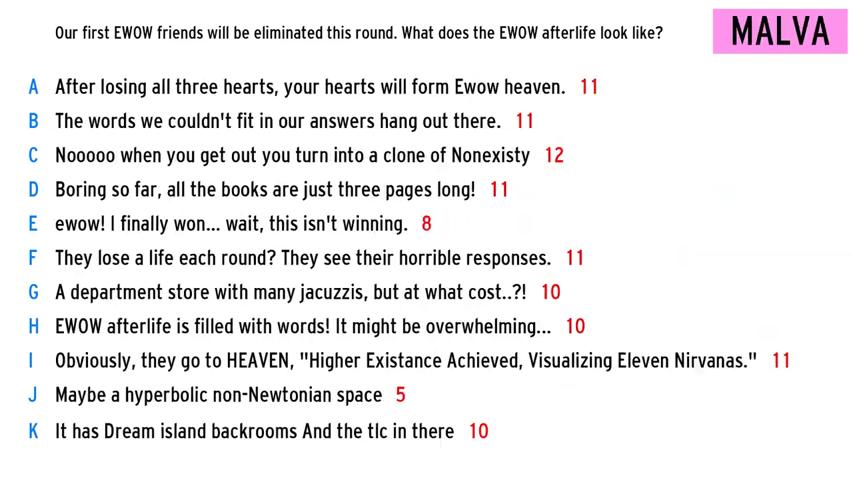 Our first EWOW friends will be eliminated this round. What does the EWOW afterlife look like?
MALVA
A After losing all three hearts, your hearts will form Ewow heaven. 11
B The words we couldn't fit in our answers hang out there. 11
C Nooooo when you get out you turn into a clone of Nonexisty 12
D Boring so far, all the books are just three pages long! 11
E ewow! I finally won... wait, this isn't winning. 8
F They lose a life each round? They see their horrible responses. 11
G A department store with many jacuzzis, but at what cost..?! 10
H EWOW afterlife is filled with words! It might be overwhelming... 10
I Obviously, they go to HEAVEN, "Higher Existance Achieved, Visualizing Eleven Nirvanas." 11
J Maybe a hyperbolic non-Newtonian space 5
K It has Dream island backrooms And the tlc in there 10